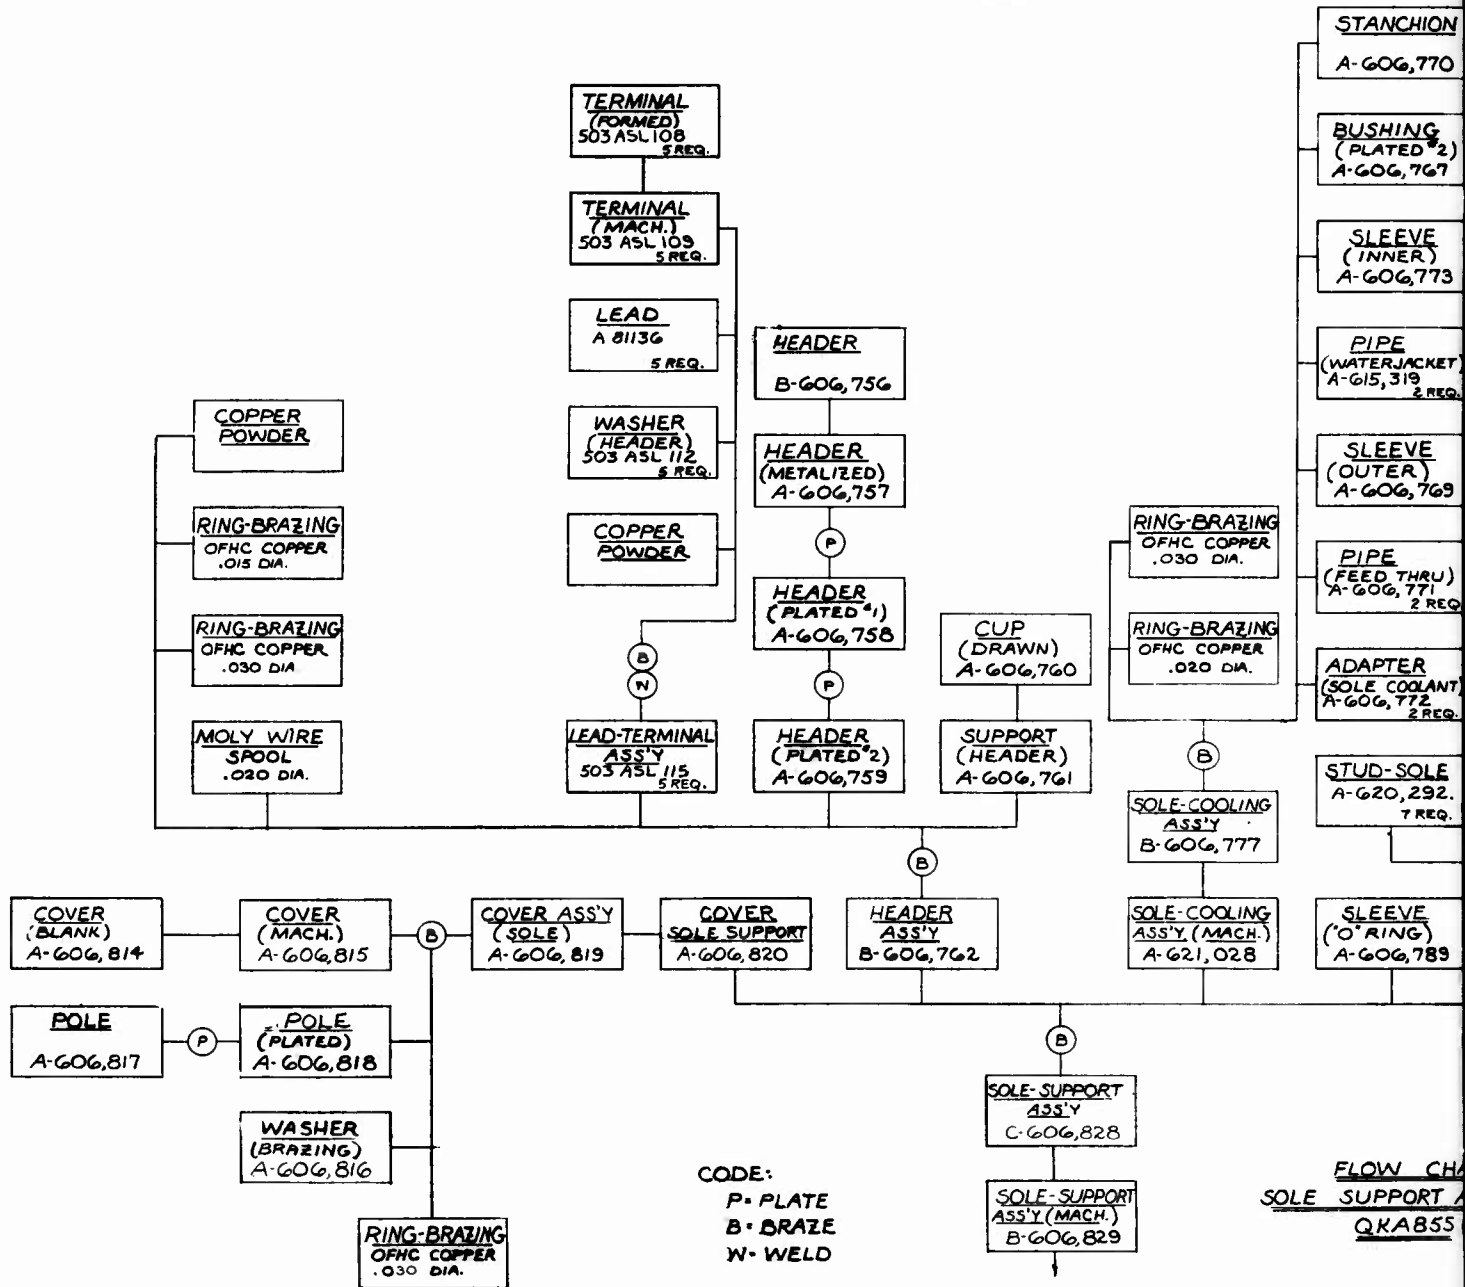 STANCHION
A-606,770
TERMINAL
(FORMED)
503 ASL 108
5 REQ.
BUSHING
(PLATED #2)
A-606,767
TERMINAL
(MACH.)
503 ASL 109
5 REQ.
SLEEVE
(INNER)
A-606,773
LEAD
A 81136
5 REQ.
HEADER
B-606,756
PIPE
(WATERJACKET)
A-615,319
2 REQ.
COPPER
POWDER
WASHER
(HEADER)
503 ASL 112
5 REQ.
HEADER
(METALIZED)
A-606,757
SLEEVE
(OUTER)
A-606,769
RING-BRAZING
OFHC COPPER
.015 DIA.
COPPER
POWDER
P
RING-BRAZING
OFHC COPPER
.030 DIA.
PIPE
(FEED THRU)
A-606,771
2 REQ
HEADER
(PLATED #1)
A-606,758
RING-BRAZING
OFHC COPPER
.030 DIA
B
W
P
CUP
(DRAWN)
A-606,760
RING-BRAZING
OFHC COPPER
.020 DIA.
ADAPTER
(SOLE COOLANT)
A-606,772
2 REQ.
MOLY WIRE
SPOOL
.020 DIA.
LEAD-TERMINAL
ASS'Y
503 ASL 115
5 REQ.
HEADER
(PLATED #2)
A-606,759
SUPPORT
(HEADER)
A-606,761
B
STUD-SOLE
A-620,292.
7 REQ.
SOLE-COOLING
ASS'Y
B-606,777
B
COVER
(BLANK)
A-606,814
COVER
(MACH.)
A-606,815
B
COVER ASS'Y
(SOLE)
A-606,819
COVER
SOLE SUPPORT
A-606,820
HEADER
ASS'Y
B-606,762
SOLE-COOLING
ASS'Y. (MACH.)
A-621,028
SLEEVE
("O" RING)
A-606,789
POLE
A-606,817
P
POLE
(PLATED)
A-606,818
B
WASHER
(BRAZING)
A-606,816
SOLE-SUPPORT
ASS'Y
C-606,828
RING-BRAZING
OFHC COPPER
.030 DIA.
CODE:
P= PLATE
B= BRAZE
W= WELD
SOLE-SUPPORT
ASS'Y (MACH.)
B-606,829
FLOW CHA
SOLE SUPPORT A
QKA855